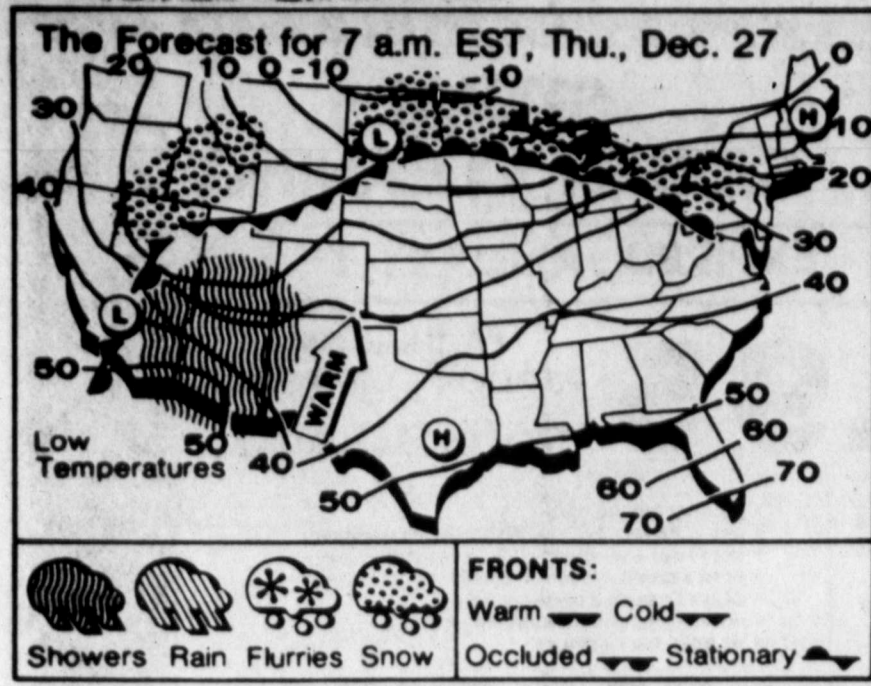 The Forecast for 7 a.m. EST, Thu., Dec. 27
20 10 0 -10 -10 0
30
H
10
L
40
20
30
40
L
50
WARM
50
60
70
H
Low
Temperatures
50
40
50
60
70
Showers Rain Flurries Snow
FRONTS:
Warm Cold
Occluded Stationary